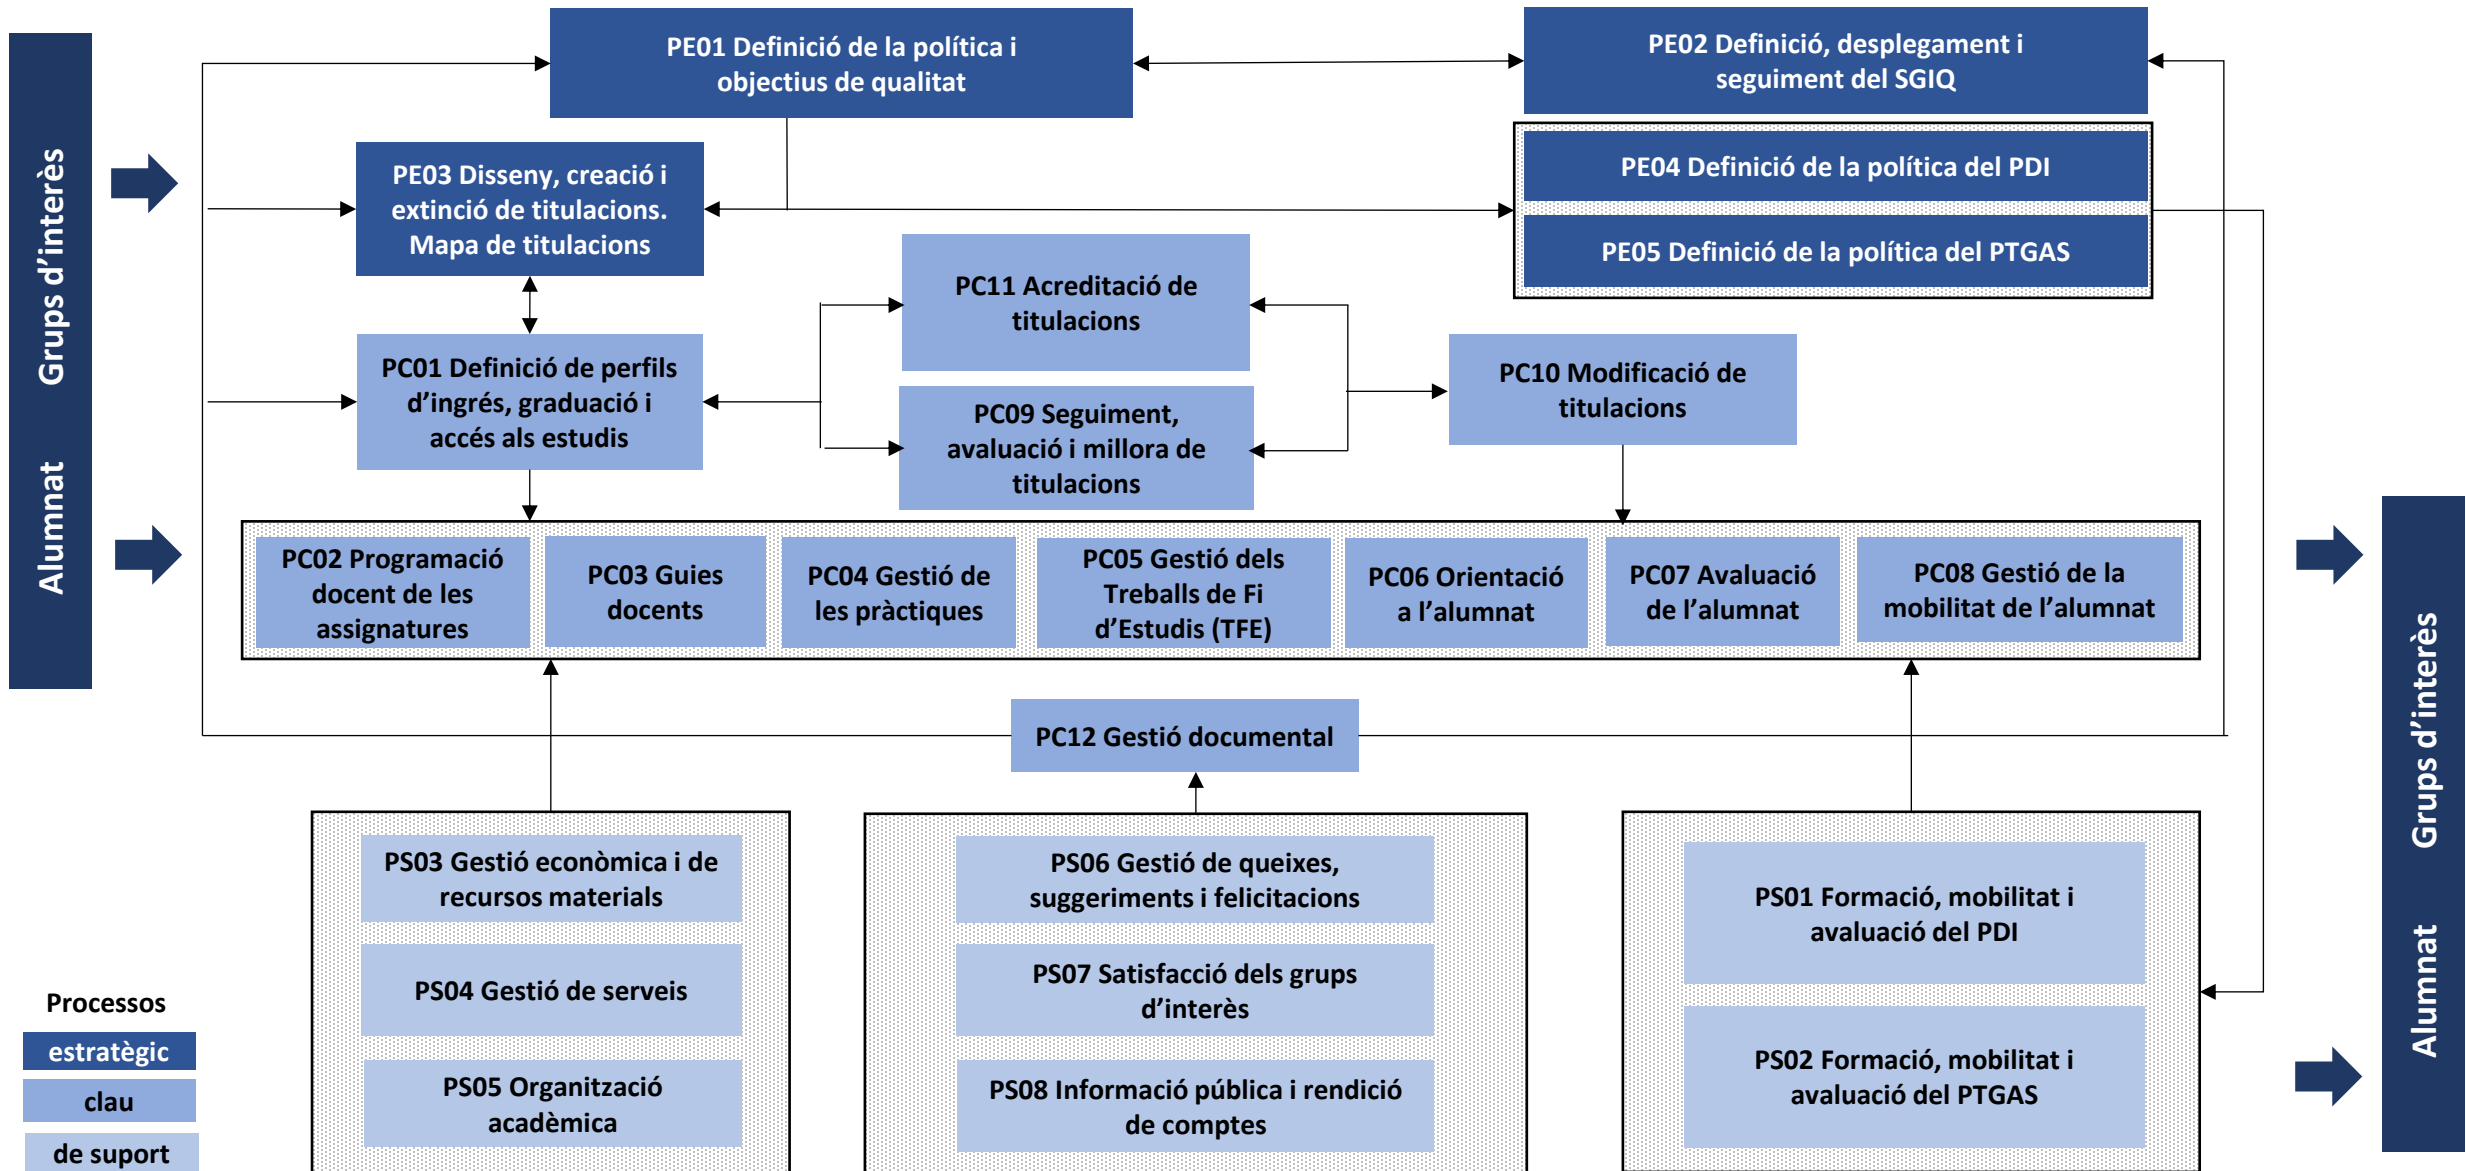 Grups d’interès
Alumnat
PE01 Definició de la política i
objectius de qualitat
PE02 Definició, desplegament i
seguiment del SGIQ
PE03 Disseny, creació i
extinció de titulacions.
Mapa de titulacions
PE04 Definició de la política del PDI
PE05 Definició de la política del PTGAS
PC11 Acreditació de
titulacions
PC01 Definició de perfils
d’ingrés, graduació i
accés als estudis
PC09 Seguiment,
avaluació i millora de
titulacions
PC10 Modificació de
titulacions
PC02 Programació
docent de les
assignatures
PC03 Guies
docents
PC04 Gestió de
les pràctiques
PC05 Gestió dels
Treballs de Fi
d’Estudis (TFE)
PC06 Orientació
a l’alumnat
PC07 Avaluació
de l’alumnat
PC08 Gestió de la
mobilitat de l’alumnat
PC12 Gestió documental
PS03 Gestió econòmica i de
recursos materials
PS04 Gestió de serveis
PS05 Organització
acadèmica
PS06 Gestió de queixes,
suggeriments i felicitacions
PS07 Satisfacció dels grups
d’interès
PS08 Informació pública i rendició
de comptes
PS01 Formació, mobilitat i
avaluació del PDI
PS02 Formació, mobilitat i
avaluació del PTGAS
Grups d’interès
Alumnat
Processos
estratègic
clau
de suport